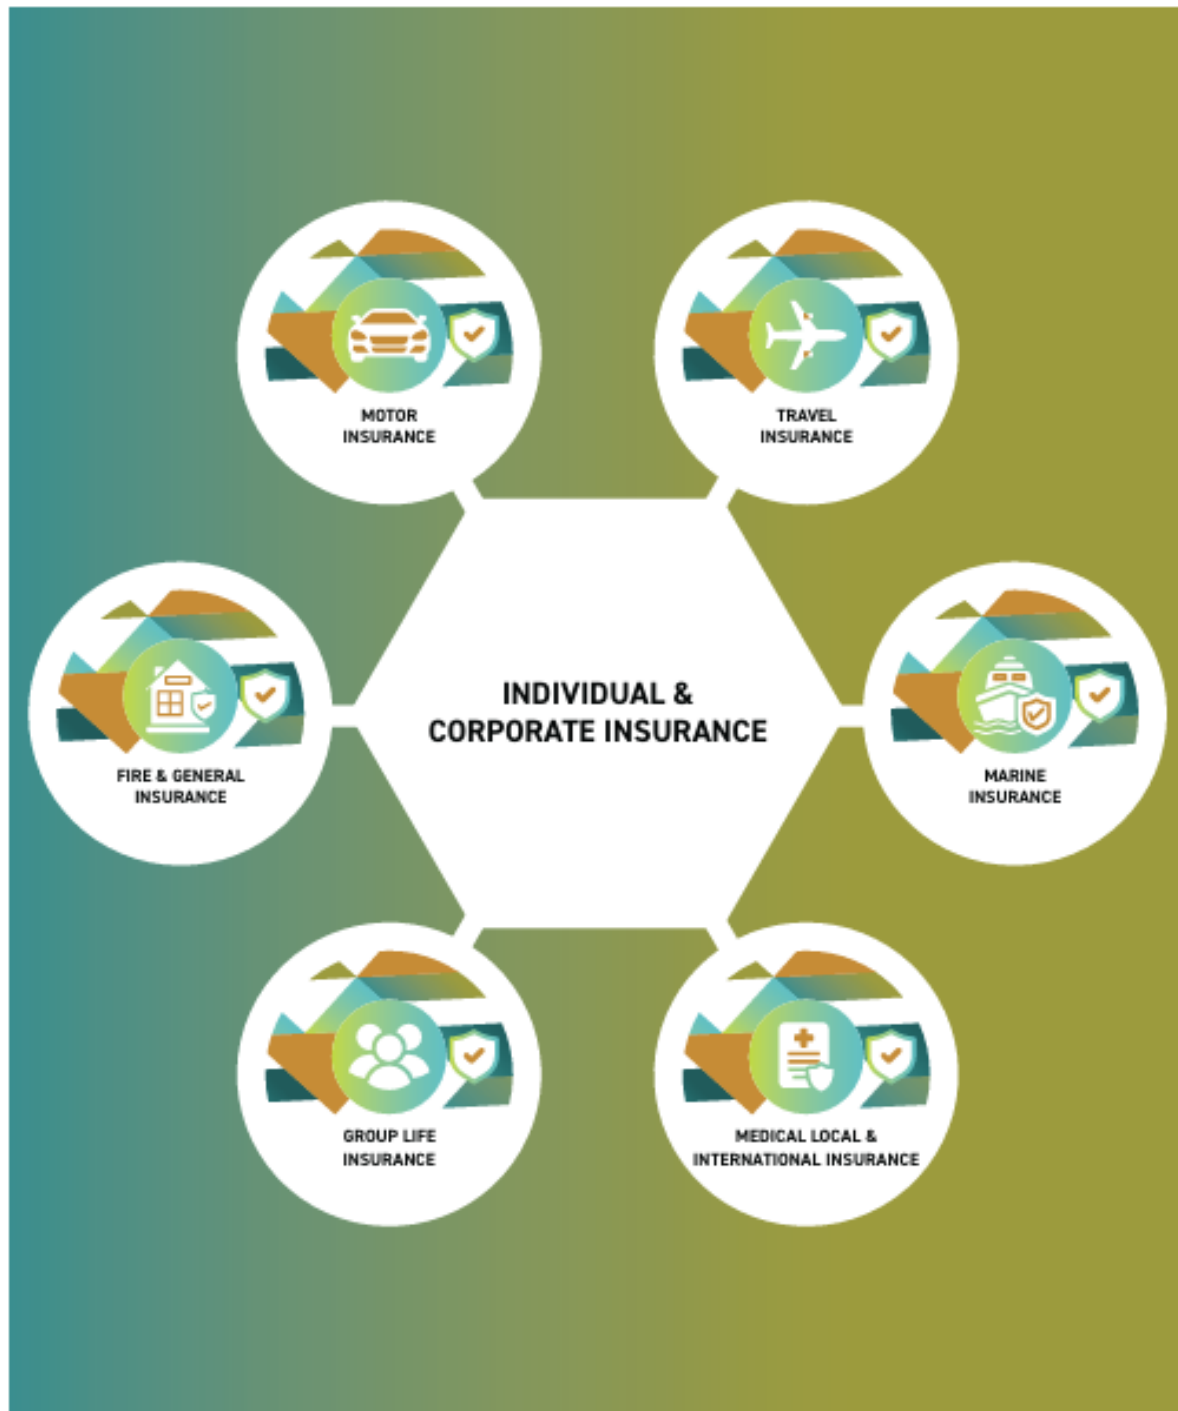 MOTOR
INSURANCE
TRAVEL
INSURANCE
INDIVIDUAL &
CORPORATE INSURANCE
FIRE & GENERAL
INSURANCE
MARINE
INSURANCE
GROUP LIFE
INSURANCE
MEDICAL LOCAL &
INTERNATIONAL INSURANCE